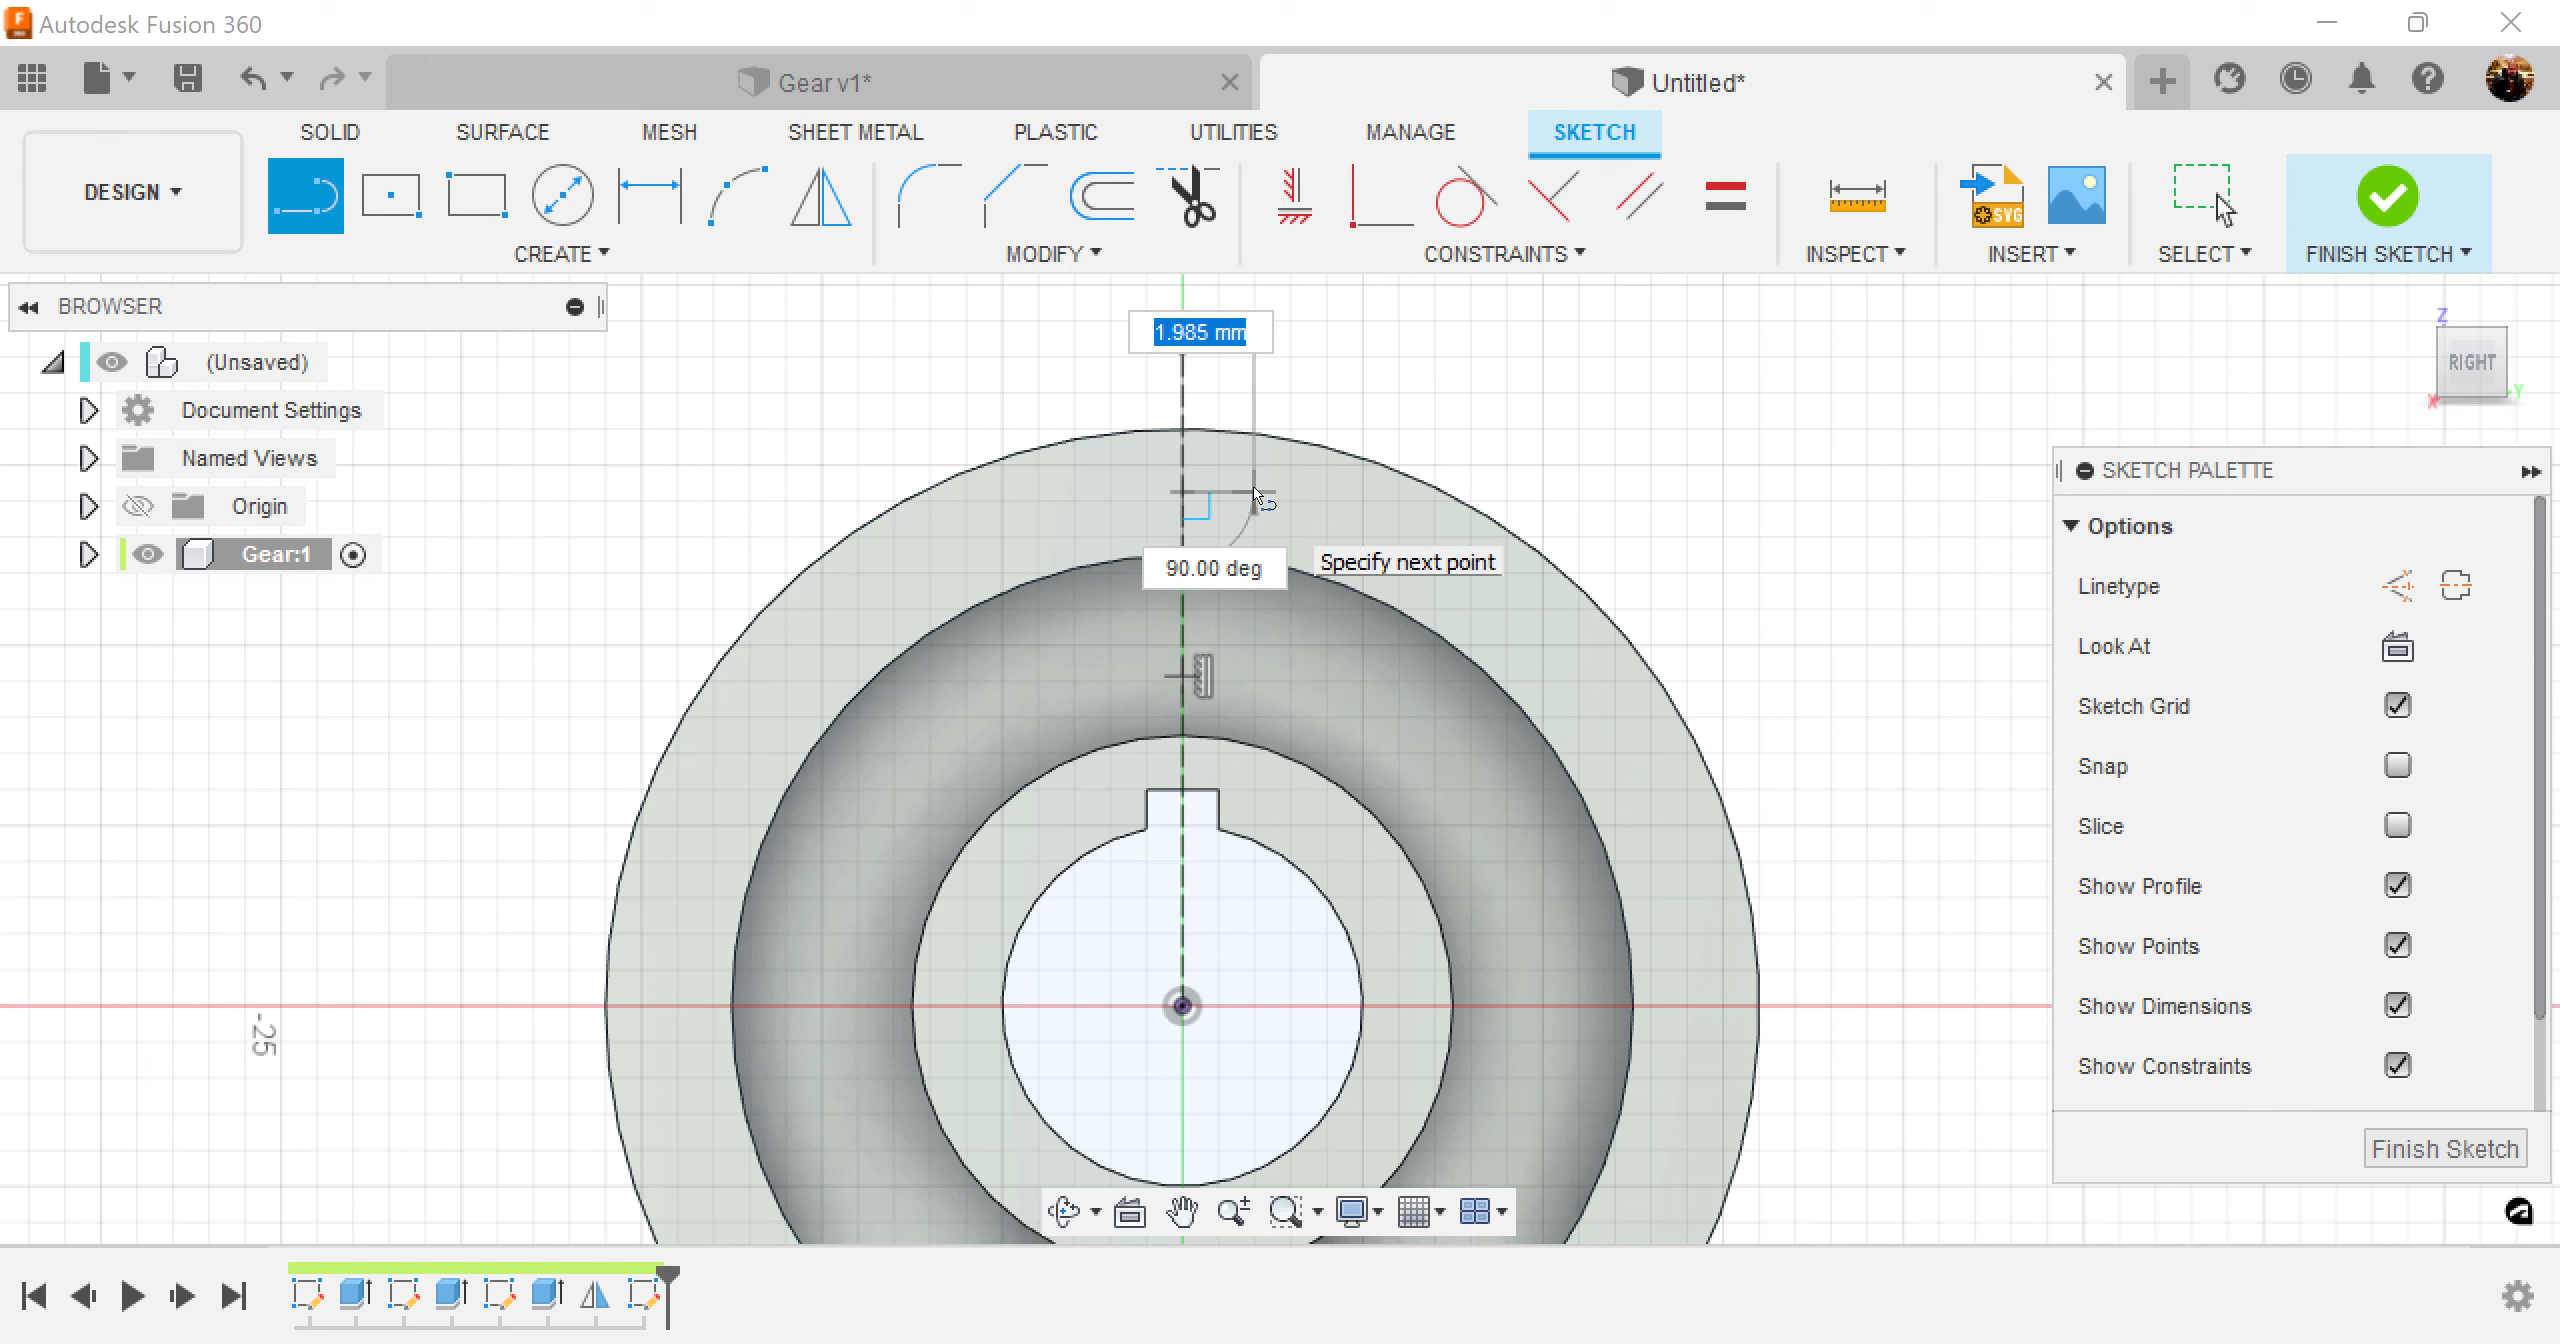 Autodesk Fusion 360
Gear v1*
Untitled*
SOLID
SURFACE
MESH
SHEET METAL
PLASTIC
UTILITIES
MANAGE
SKETCH
DESIGN
SVG
CREATE
MODIFY
CONSTRAINTS
INSPECT
INSERT
SELECT
FINISH SKETCH
BROWSER
(Unsaved)
Document Settings
Named Views
Origin
Gear:1
1.985 mm
90.00 deg
Specify next point
-25
Z
RIGHT
Y
X
SKETCH PALETTE
Options
Linetype
Look At
Sketch Grid
Snap
Slice
Show Profile
Show Points
Show Dimensions
Show Constraints
Finish Sketch